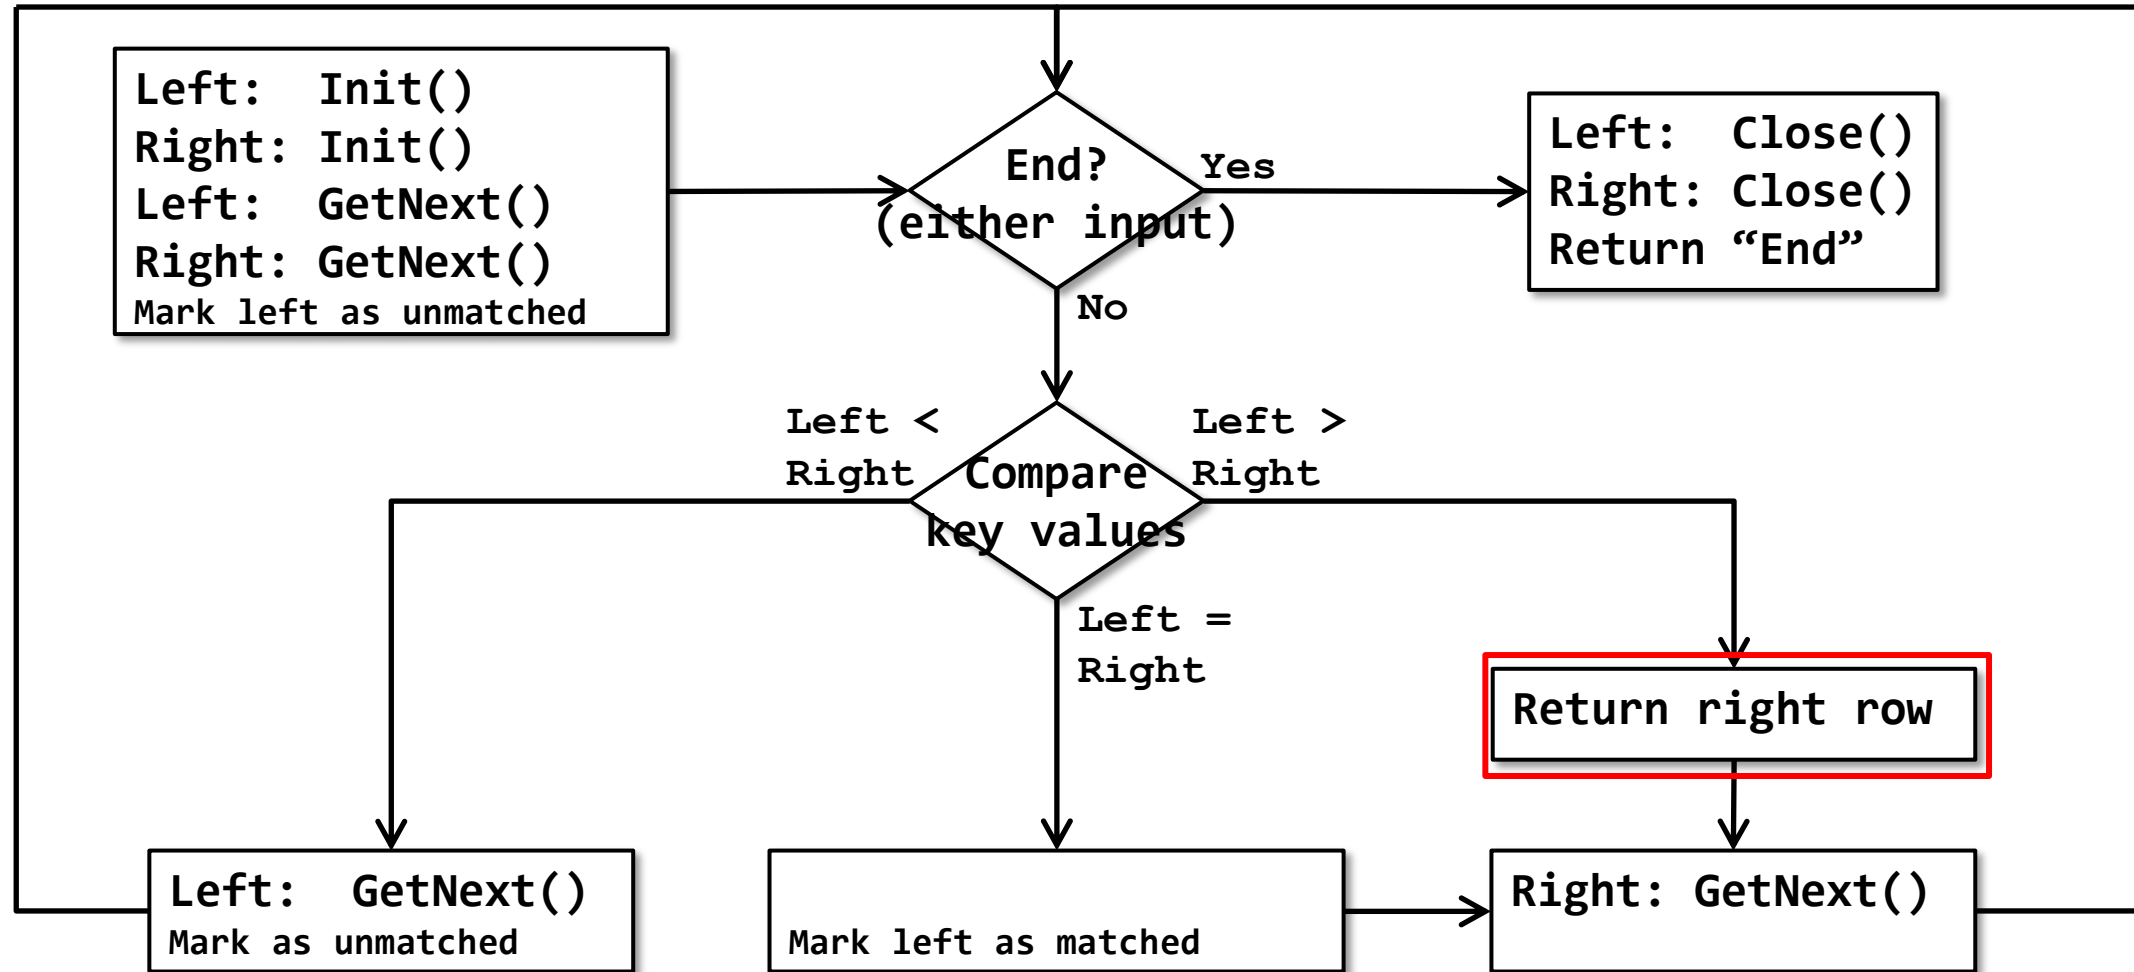 Left:  Init()
Right: Init()
Left:  GetNext()
Right: GetNext()
Mark left as unmatched
End?
(either input)
Yes
Left:  Close()
Right: Close()
Return “End”
No
Left <
Right
Compare
key values
Left >
Right
Left =
Right
Return right row
Left:  GetNext()
Mark as unmatched
Mark left as matched
Right: GetNext()